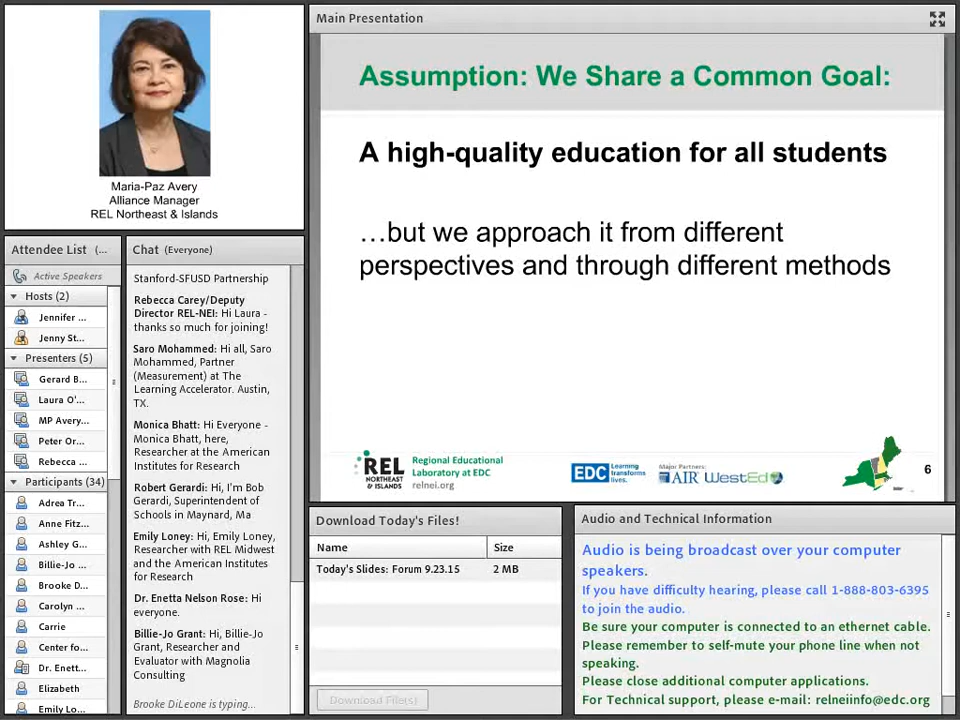 Maria-Paz Avery
Alliance Manager
REL Northeast & Islands
Attendee List (...
Active Speakers
Hosts (2)
Jennifer ...
Jenny St...
Presenters (5)
Gerard B...
Laura O'...
MP Avery...
Peter Or...
Rebecca ...
Participants (34)
Adrea Tr...
Anne Fitz...
Ashley G...
Billie-Jo ...
Brooke D...
Carolyn ...
Carrie
Center fo...
Dr. Enett...
Elizabeth
Emily Lo...
Chat (Everyone)
Stanford-SFUSD Partnership
Rebecca Carey/Deputy
Director REL-NEI: Hi Laura -
thanks so much for joining!
Saro Mohammed: Hi all, Saro
Mohammed, Partner
(Measurement) at The
Learning Accelerator. Austin,
TX.
Monica Bhatt: Hi Everyone -
Monica Bhatt, here,
Researcher at the American
Institutes for Research
Robert Gerardi: Hi, I'm Bob
Gerardi, Superintendent of
Schools in Maynard, Ma
Emily Loney: Hi, Emily Loney,
Researcher with REL Midwest
and the American Institutes
for Research
Dr. Enetta Nelson Rose: Hi
everyone.
Billie-Jo Grant: Hi, Billie-Jo
Grant, Researcher and
Evaluator with Magnolia
Consulting
Brooke DiLeone is typing...
Main Presentation
Assumption: We Share a Common Goal:
A high-quality education for all students
…but we approach it from different
perspectives and through different methods
REL
NORTHEAST
& ISLANDS
Regional Educational
Laboratory at EDC
relnei.org
EDC Learning
transforms
lives.
Major Partners:
AIR WestEd
6
Download Today's Files!
Name Size
Today's Slides: Forum 9.23.15 2 MB
Download File(s)
Audio and Technical Information
Audio is being broadcast over your computer
speakers.
If you have difficulty hearing, please call 1-888-803-6395
to join the audio.
Be sure your computer is connected to an ethernet cable.
Please remember to self-mute your phone line when not
speaking.
Please close additional computer applications.
For Technical support, please e-mail: relneiinfo@edc.org